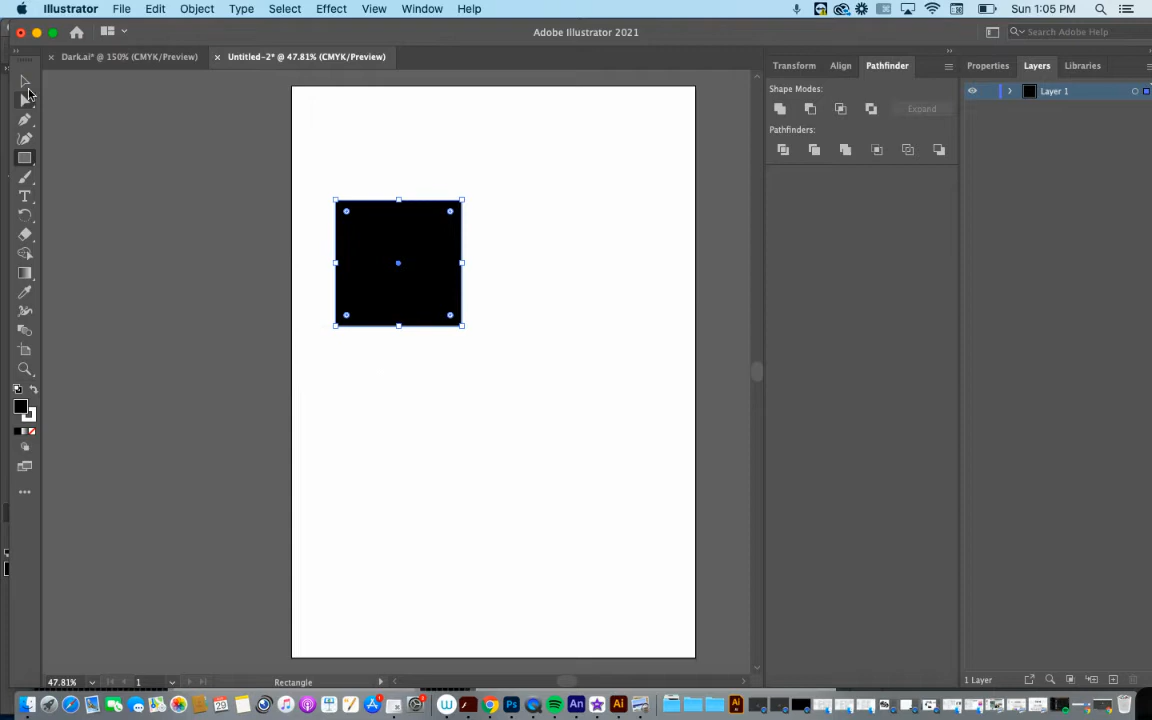 Illustrator File Edit Object Type Select Effect View Window Help Sun 1:05 PM
Adobe Illustrator 2021
Search Adobe Help
Dark.ai* @ 150% (CMYK/Preview)
Untitled-2* @ 47.81% (CMYK/Preview)
Transform Align Pathfinder
Properties Layers Libraries
Shape Modes:
Expand
Pathfinders:
Layer 1
47.81% 1 Rectangle
1 Layer